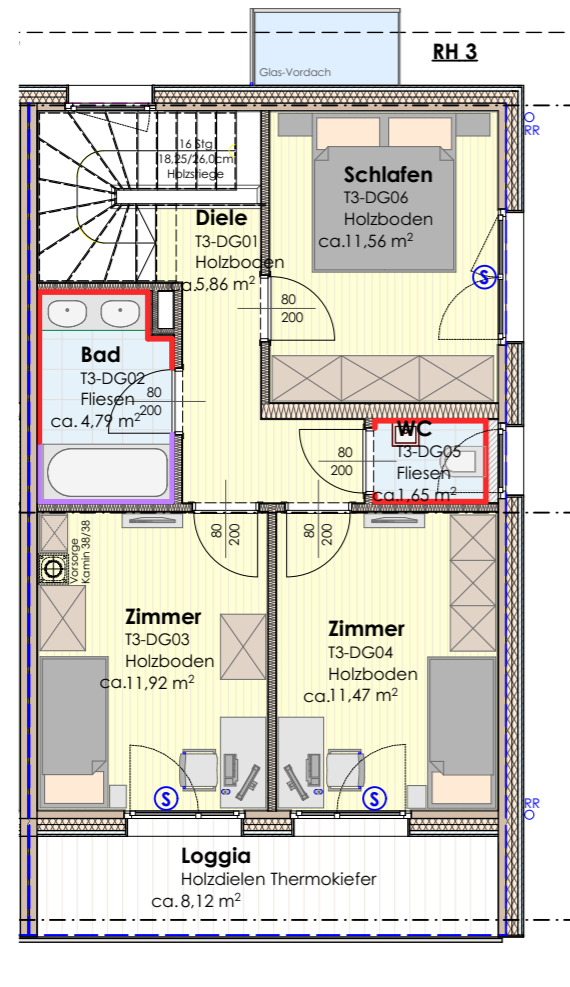 RH 3
Glas-Vordach
O
RR
16 Stg
18,25/26,0cm
Holzstiege
Schlafen
T3-DG06
Holzboden
ca.11,56 m²
Diele
T3-DG01
Holzboden
ca.5,86 m²
S
80
200
Bad
T3-DG02
Fliesen
ca. 4,79 m²
80
200
WC
T3-DG05
Fliesen
ca.1,65 m²
80
200
80
200
80
200
Vorsorge
Kamin 38/38
Zimmer
T3-DG03
Holzboden
ca.11,92 m²
Zimmer
T3-DG04
Holzboden
ca.11,47 m²
S
S
RR
O
Loggia
Holzdielen Thermokiefer
ca.8,12 m²